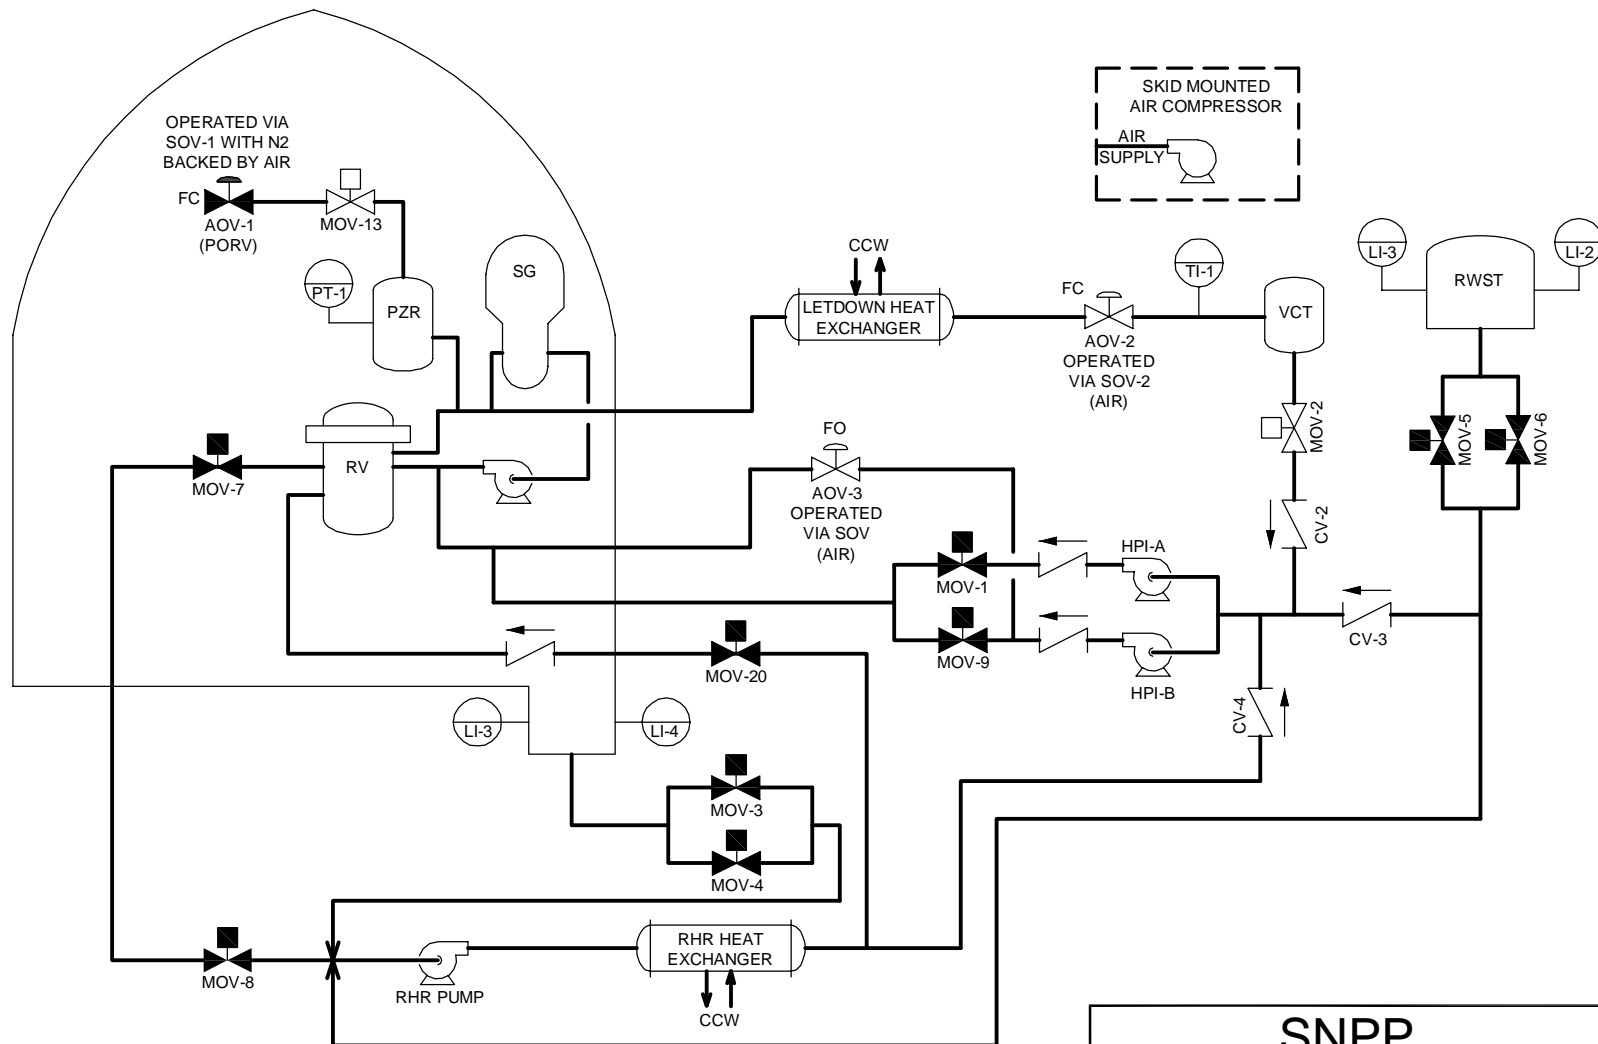 OPERATED VIA
SOV-1 WITH N2
BACKED BY AIR
FC
AOV-1
(PORV)
MOV-13
PT-1
PZR
SG
CCW
LETDOWN HEAT
EXCHANGER
FC
AOV-2
OPERATED
VIA SOV-2
(AIR)
TI-1
VCT
SKID MOUNTED
AIR COMPRESSOR
AIR
SUPPLY
LI-3
RWST
LI-2
MOV-2
MOV-5
MOV-6
CV-2
MOV-7
RV
FO
AOV-3
OPERATED
VIA SOV
(AIR)
MOV-1
HPI-A
MOV-9
HPI-B
CV-3
CV-4
MOV-20
LI-3
LI-4
MOV-3
MOV-4
MOV-8
RHR PUMP
RHR HEAT
EXCHANGER
CCW
SNPP